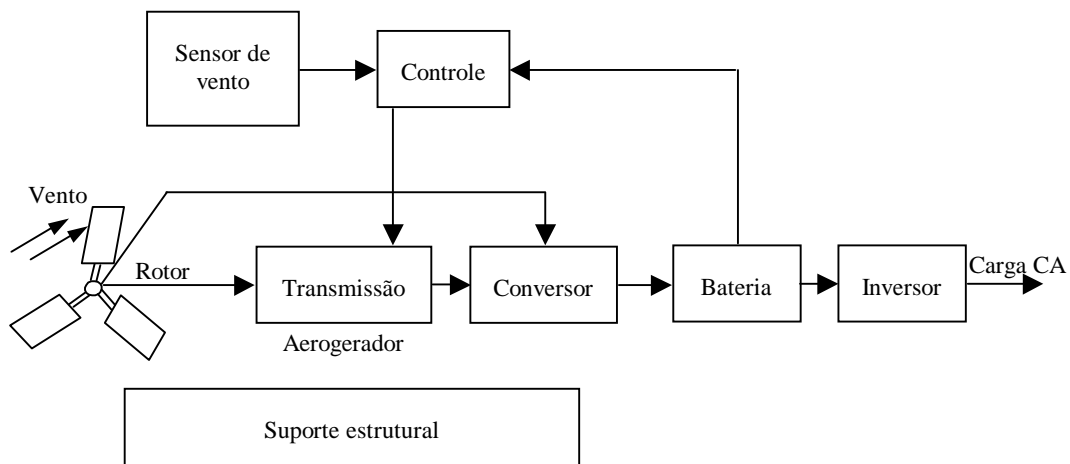 Sensor de
vento
Controle
Vento
Rotor
Transmissão
Conversor
Bateria
Inversor
Carga CA
Aerogerador
Suporte estrutural